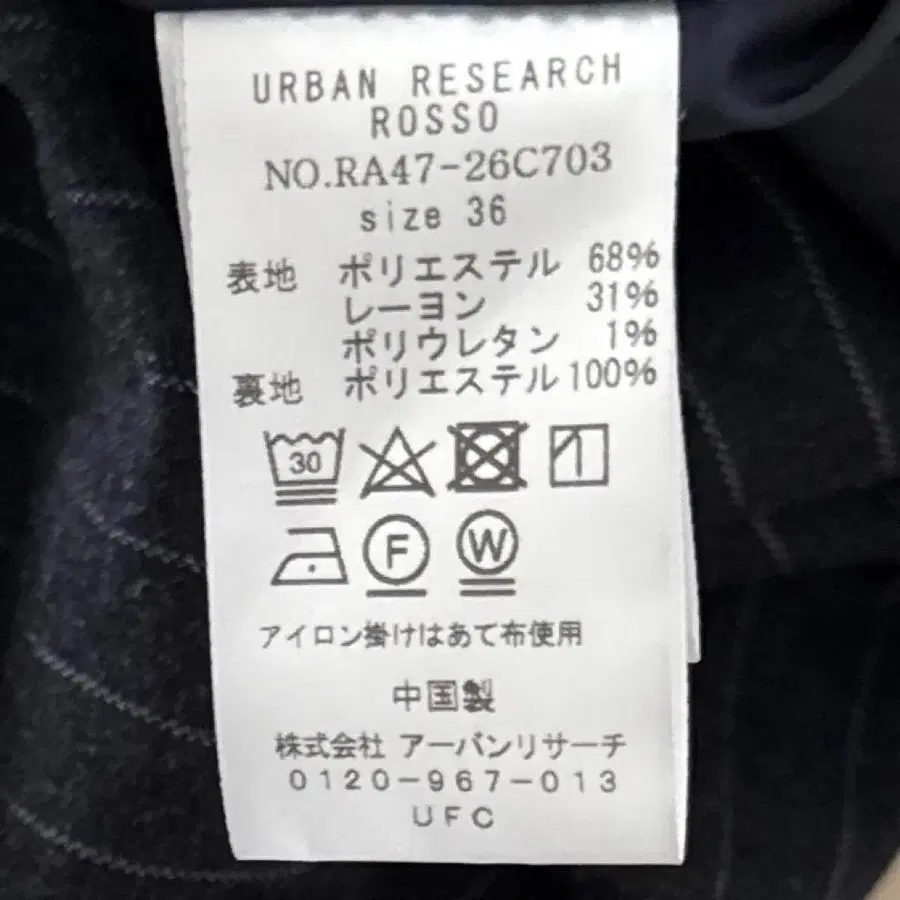 URBAN RESEARCH
ROSSO
NO.RA47-26C703
size 36
表地 ポリエステル 68%
レーヨン 31%
ポリウレタン 1%
裏地 ポリエステル 100%
30
F W
アイロン掛けはあて布使用
中国製
株式会社 アーバンリサーチ
0120-967-013
UFC